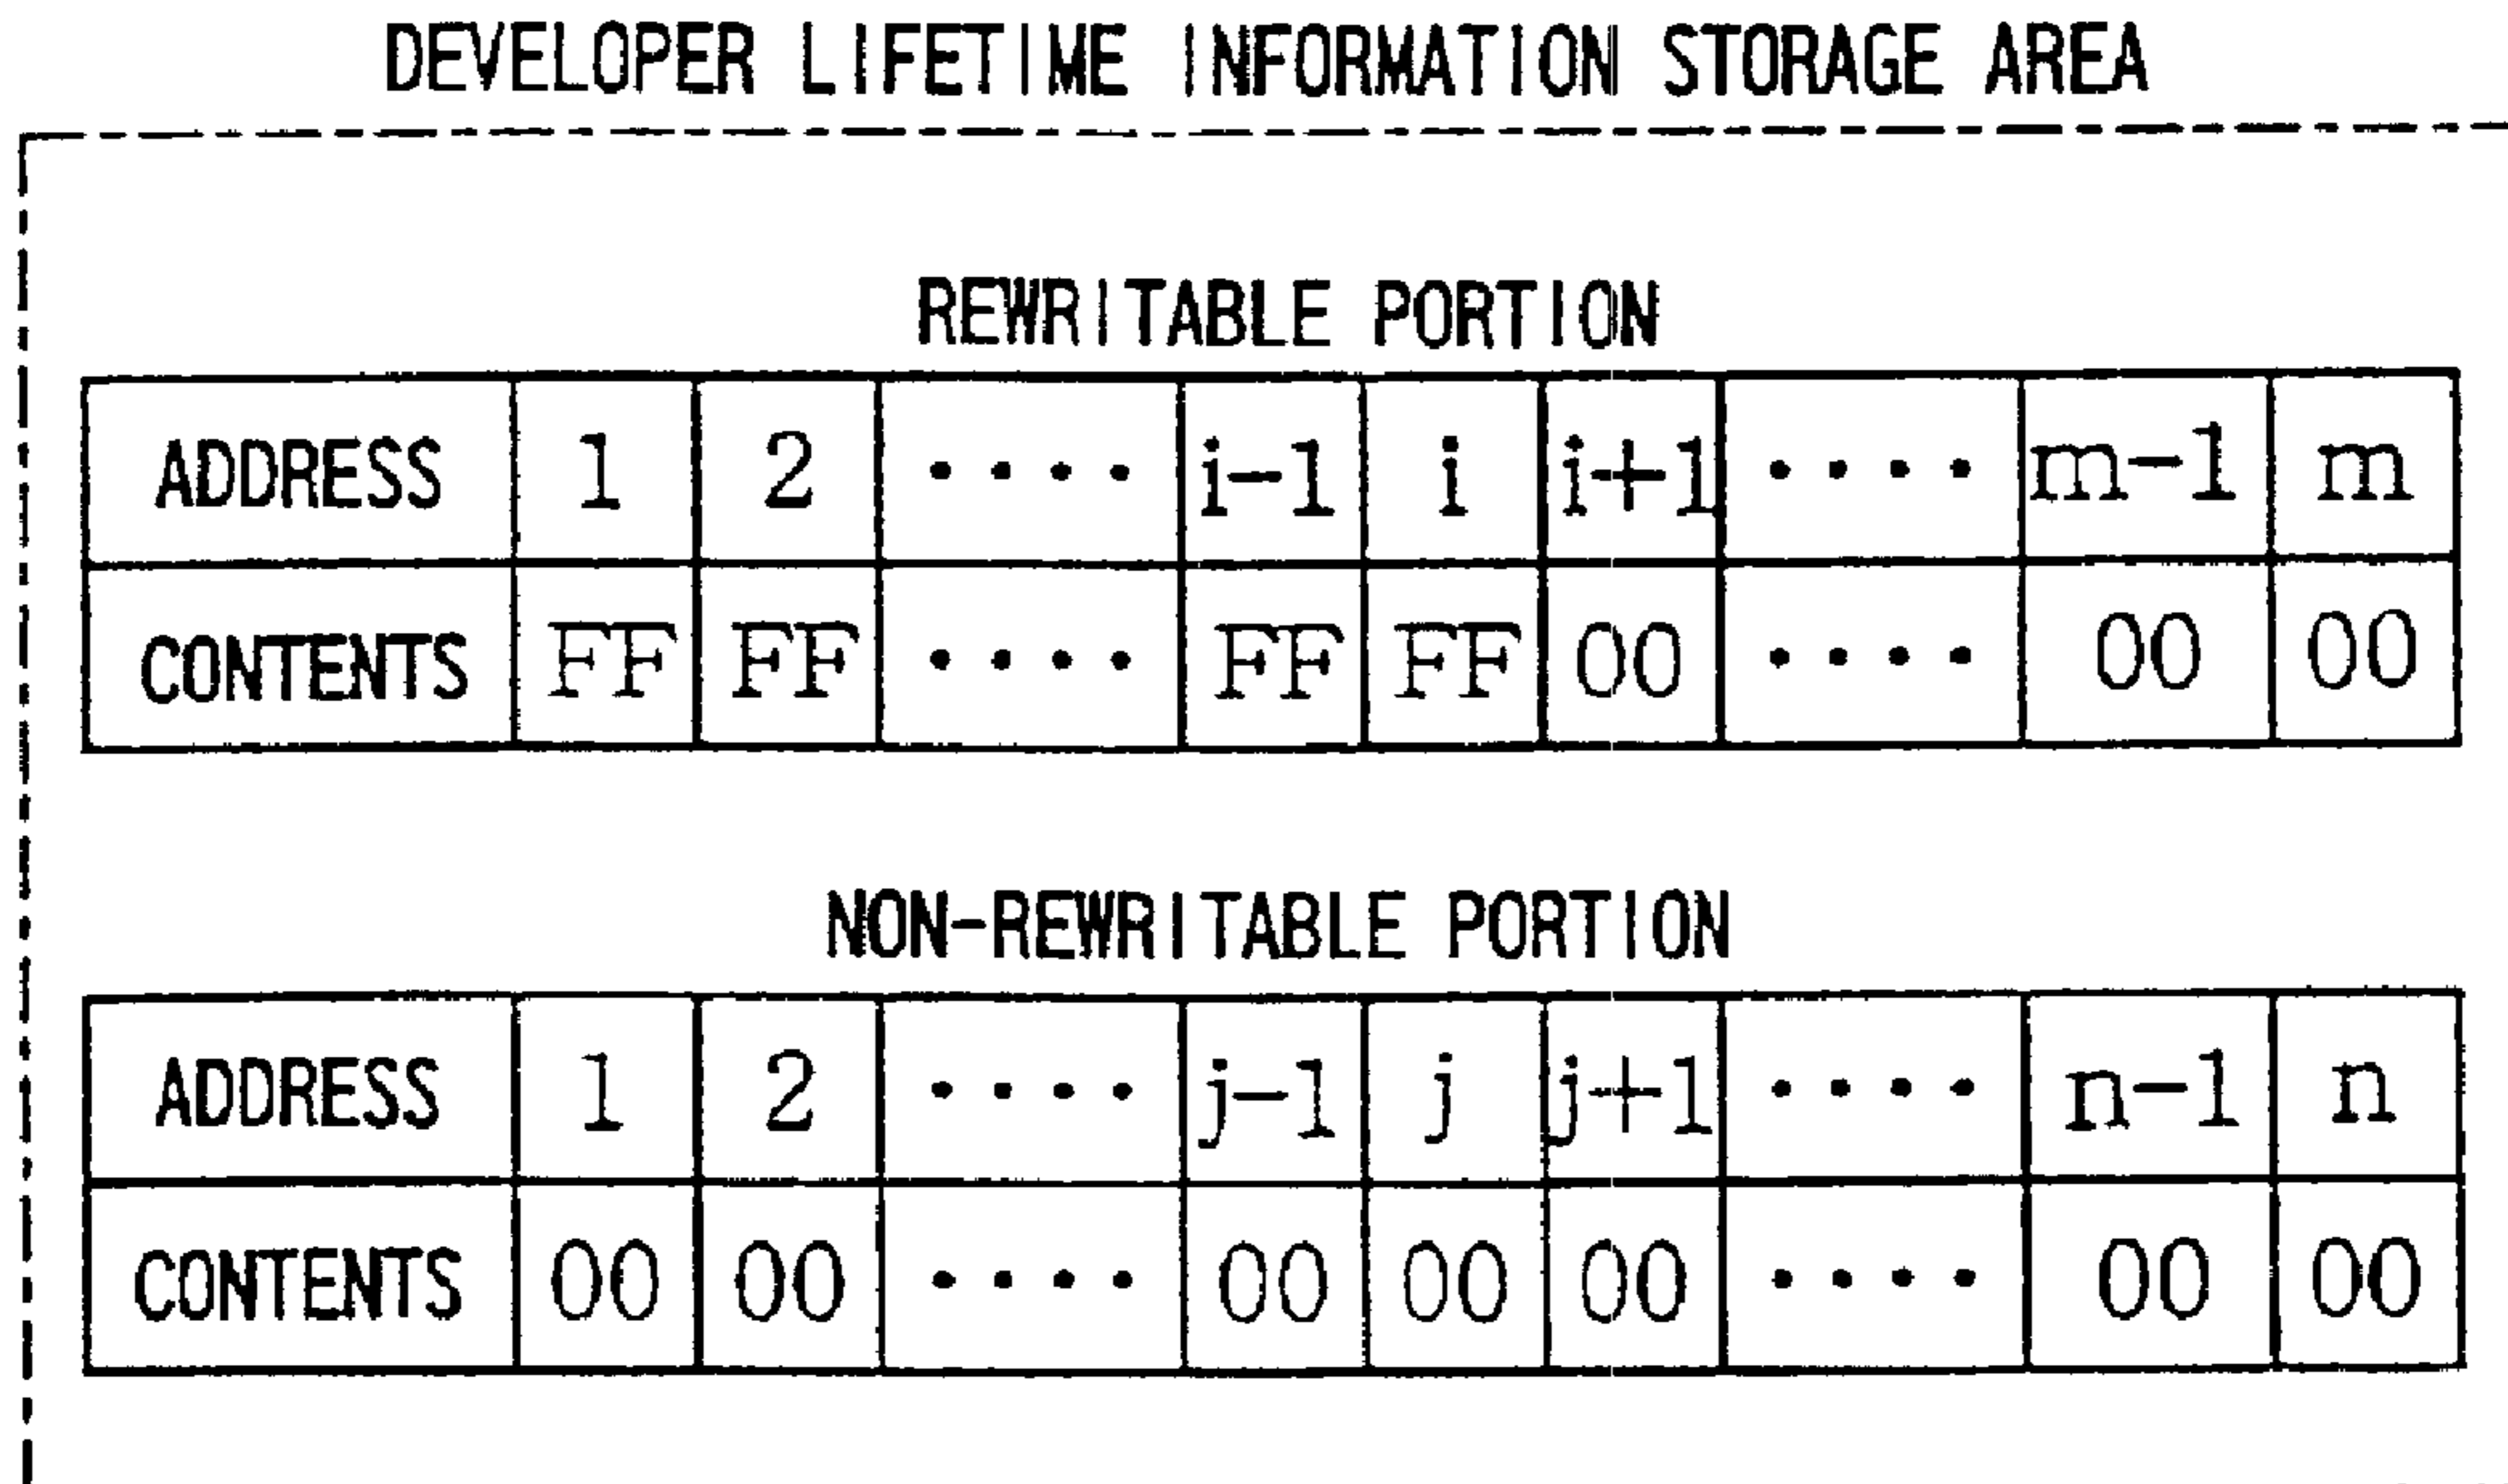 DEVELOPER LIFETIME INFORMATION STORAGE AREA
REWRITABLE PORTION
ADDRESS 1 2 •••• i-1 i i+1 •••• m-1 m
CONTENTS FF FF •••• FF FF 00 •••• 00 00
NON-REWRITABLE PORTION
ADDRESS 1 2 •••• j-1 j j+1 •••• n-1 n
CONTENTS 00 00 •••• 00 00 00 •••• 00 00